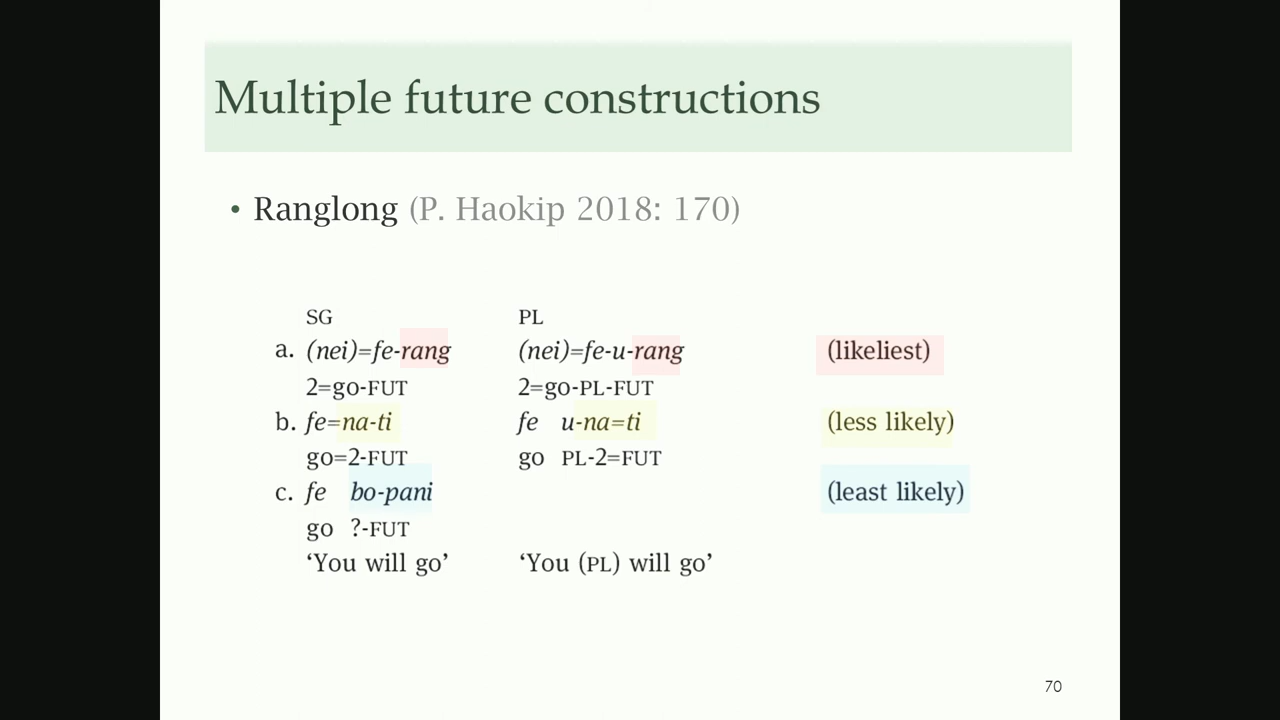 Multiple future constructions
• Ranglong (P. Haokip 2018: 170)
SG PL
a. (nei)=fe-rang (nei)=fe-u-rang (likeliest)
2=go-FUT 2=go-PL-FUT
b. fe=na-ti fe u-na=ti (less likely)
go=2-FUT go PL-2=FUT
c. fe bo-pani (least likely)
go ?-FUT
‘You will go’ ‘You (PL) will go’
70